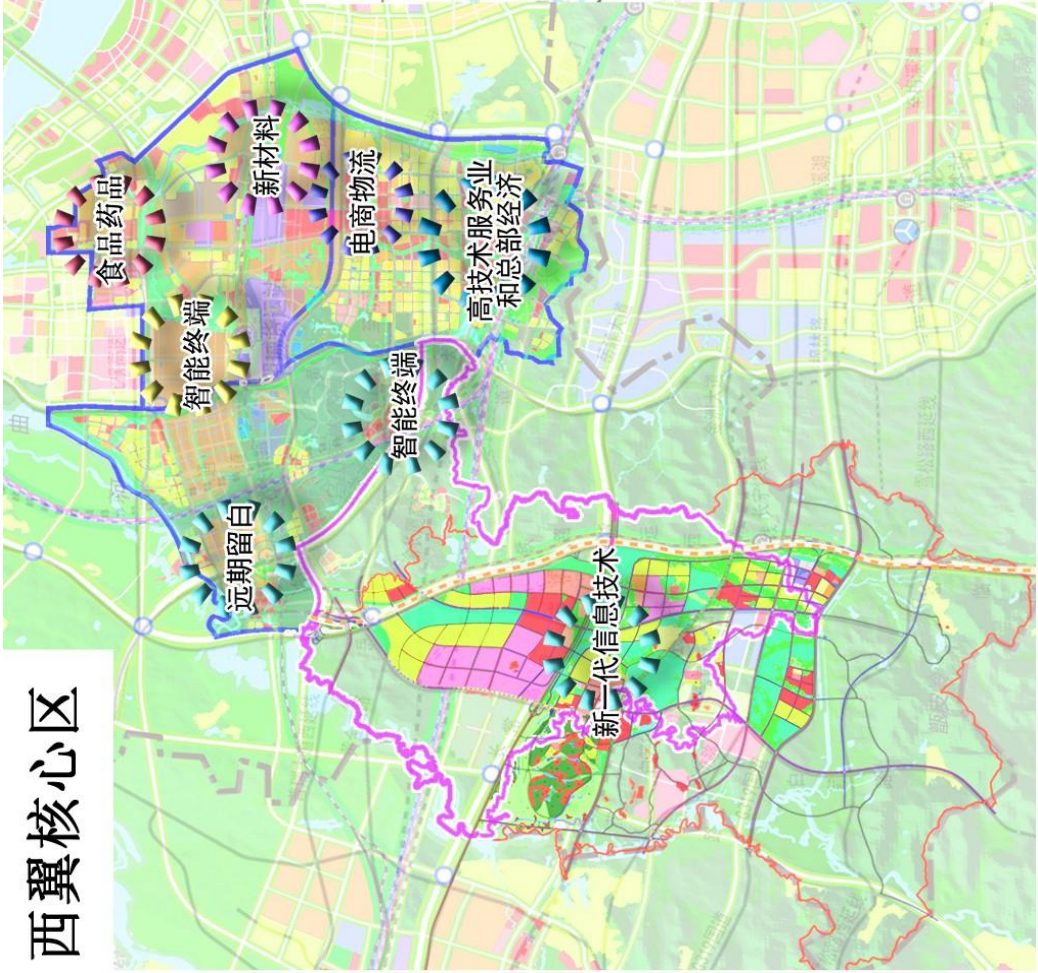 西翼核心区
食品药品
新材料
智能终端
电商物流
高技术服务业
和总部经济
智能终端
远期留白
新一代信息技术